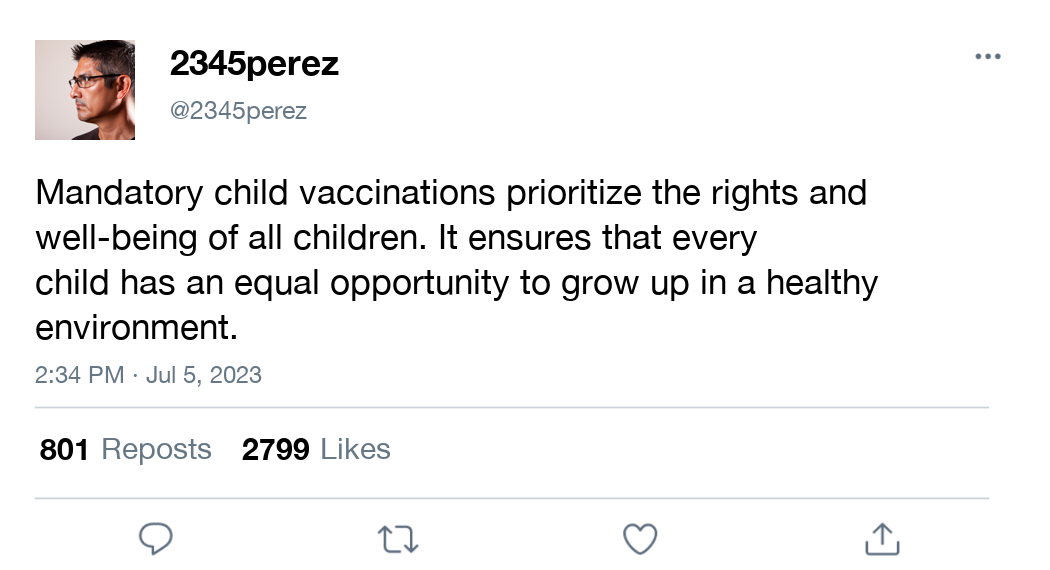 2345perez
@2345perez
Mandatory child vaccinations prioritize the rights and
well-being of all children. It ensures that every
child has an equal opportunity to grow up in a healthy
environment.
2:34 PM · Jul 5, 2023
801 Reposts 2799 Likes